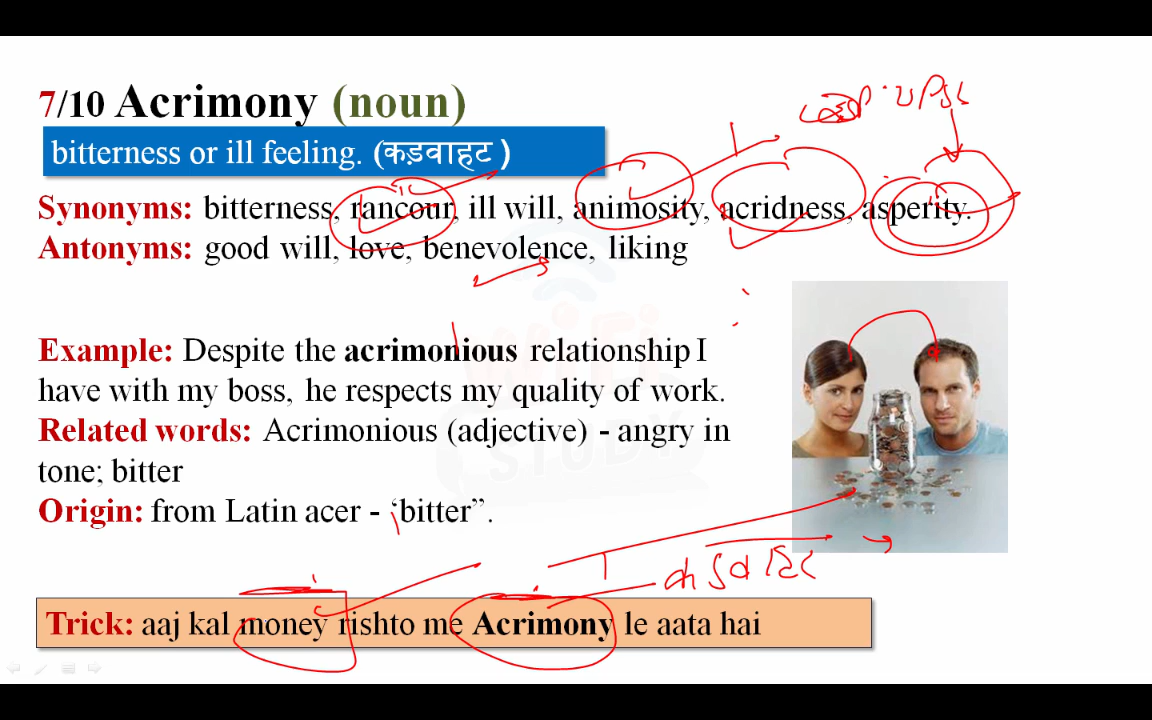 7/10 Acrimony (noun)
bitterness or ill feeling. (कड़वाहट )
Synonyms: bitterness, rancour, ill will, animosity, acridness, asperity.
Antonyms: good will, love, benevolence, liking
Example: Despite the acrimonious relationship I
have with my boss, he respects my quality of work.
Related words: Acrimonious (adjective) - angry in
tone; bitter
Origin: from Latin acer - ‘bitter”.
WiFi
STUDY
Trick: aaj kal money rishto me Acrimony le aata hai